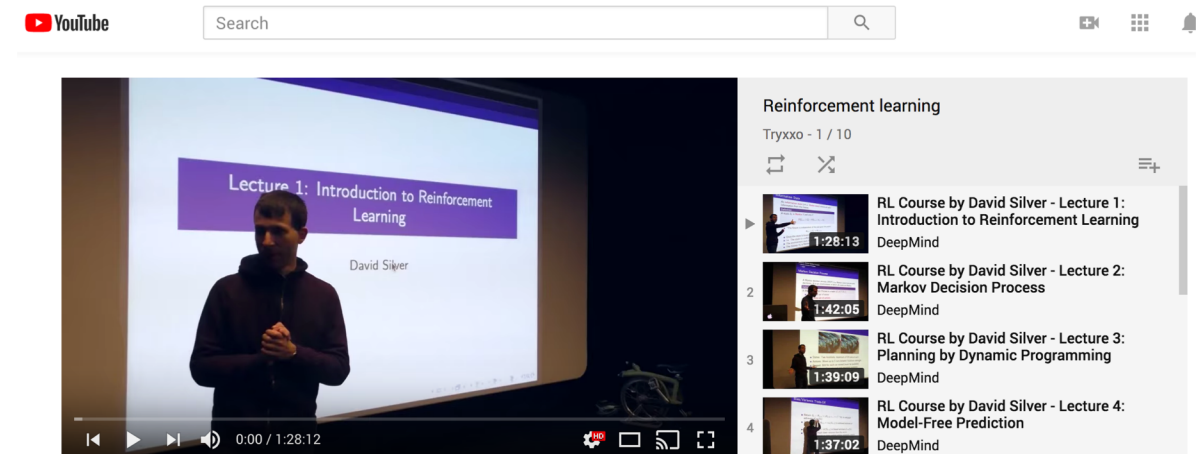 YouTube
Search
Lecture 1: Introduction to Reinforcement
Learning
David Silver
0:00 / 1:28:12
HD
Reinforcement learning
Tryxxo - 1 / 10
1:28:13
RL Course by David Silver - Lecture 1:
Introduction to Reinforcement Learning
DeepMind
2
1:42:05
RL Course by David Silver - Lecture 2:
Markov Decision Process
DeepMind
3
1:39:09
RL Course by David Silver - Lecture 3:
Planning by Dynamic Programming
DeepMind
4
1:37:02
RL Course by David Silver - Lecture 4:
Model-Free Prediction
DeepMind